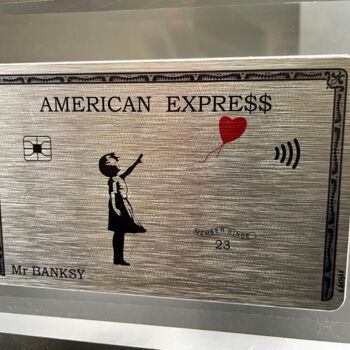 AMERICAN EXPRE$$
MEMBER SINCE
23
Mr BANKSY